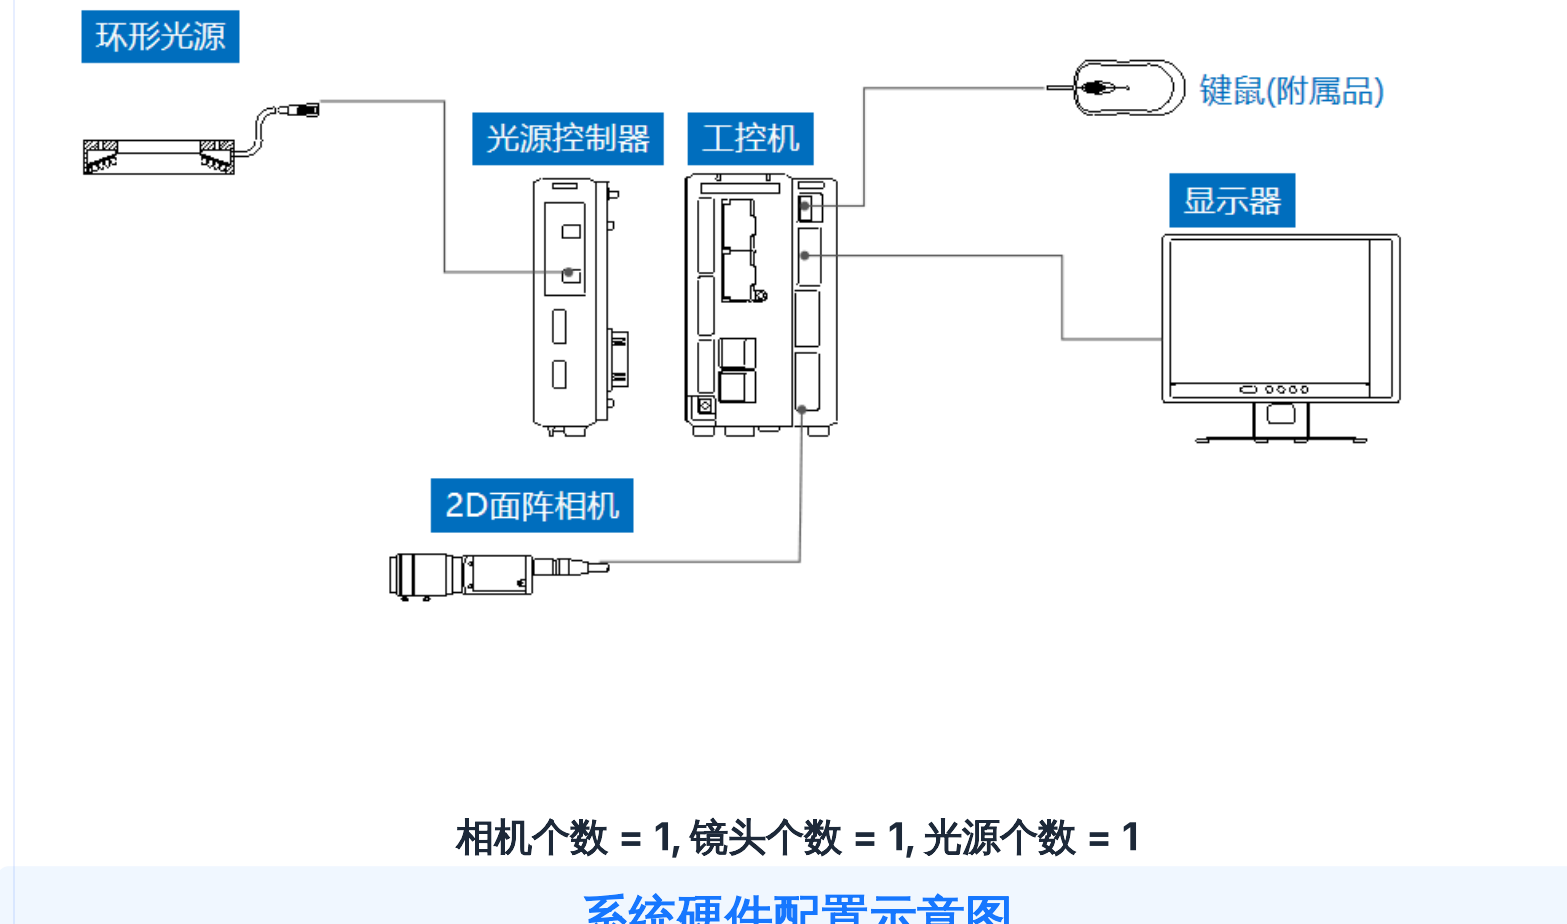 环形光源
光源控制器
工控机
键鼠(附属品)
显示器
2D面阵相机
相机个数 = 1, 镜头个数 = 1, 光源个数 = 1
系统硬件配置示意图